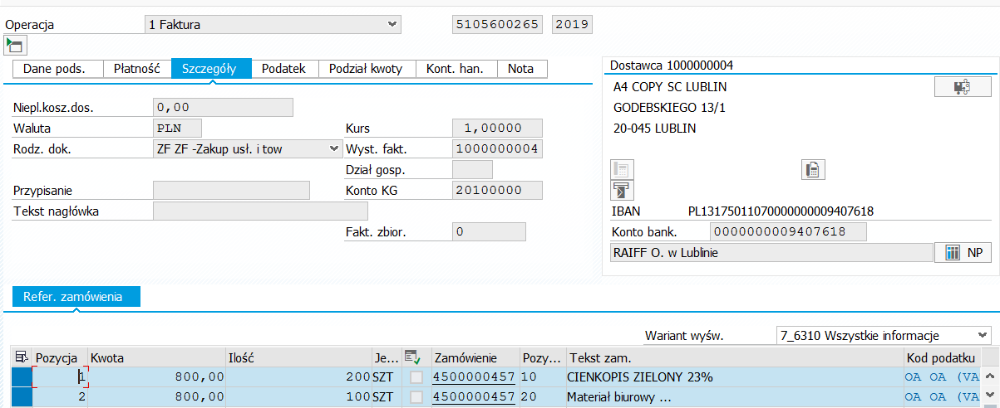 Operacja 1 Faktura 5105600265 2019
Dane pods. Płatność Szczegóły Podatek Podział kwoty Kont. han. Nota
Niepł.kosz.dos. 0,00
Waluta PLN Kurs 1,00000
Rodz. dok. ZF ZF -Zakup usł. i tow Wyst. fakt. 1000000004
Dział gosp.
Przypisanie Konto KG 20100000
Tekst nagłówka
Fakt. zbior. 0
Dostawca 1000000004
A4 COPY SC LUBLIN
GODEBSKIEGO 13/1
20-045 LUBLIN
IBAN PL13175011070000000009407618
Konto bank. 0000000009407618
RAIFF O. w Lublinie NP
Refer. zamówienia
Wariant wyśw. 7_6310 Wszystkie informacje
Pozycja Kwota Ilość Je... Zamówienie Pozy... Tekst zam. Kod podatku
1 800,00 200 SZT 4500000457 10 CIENKOPIS ZIELONY 23% OA OA (VA
2 800,00 100 SZT 4500000457 20 Materiał biurowy ... OA OA (VA